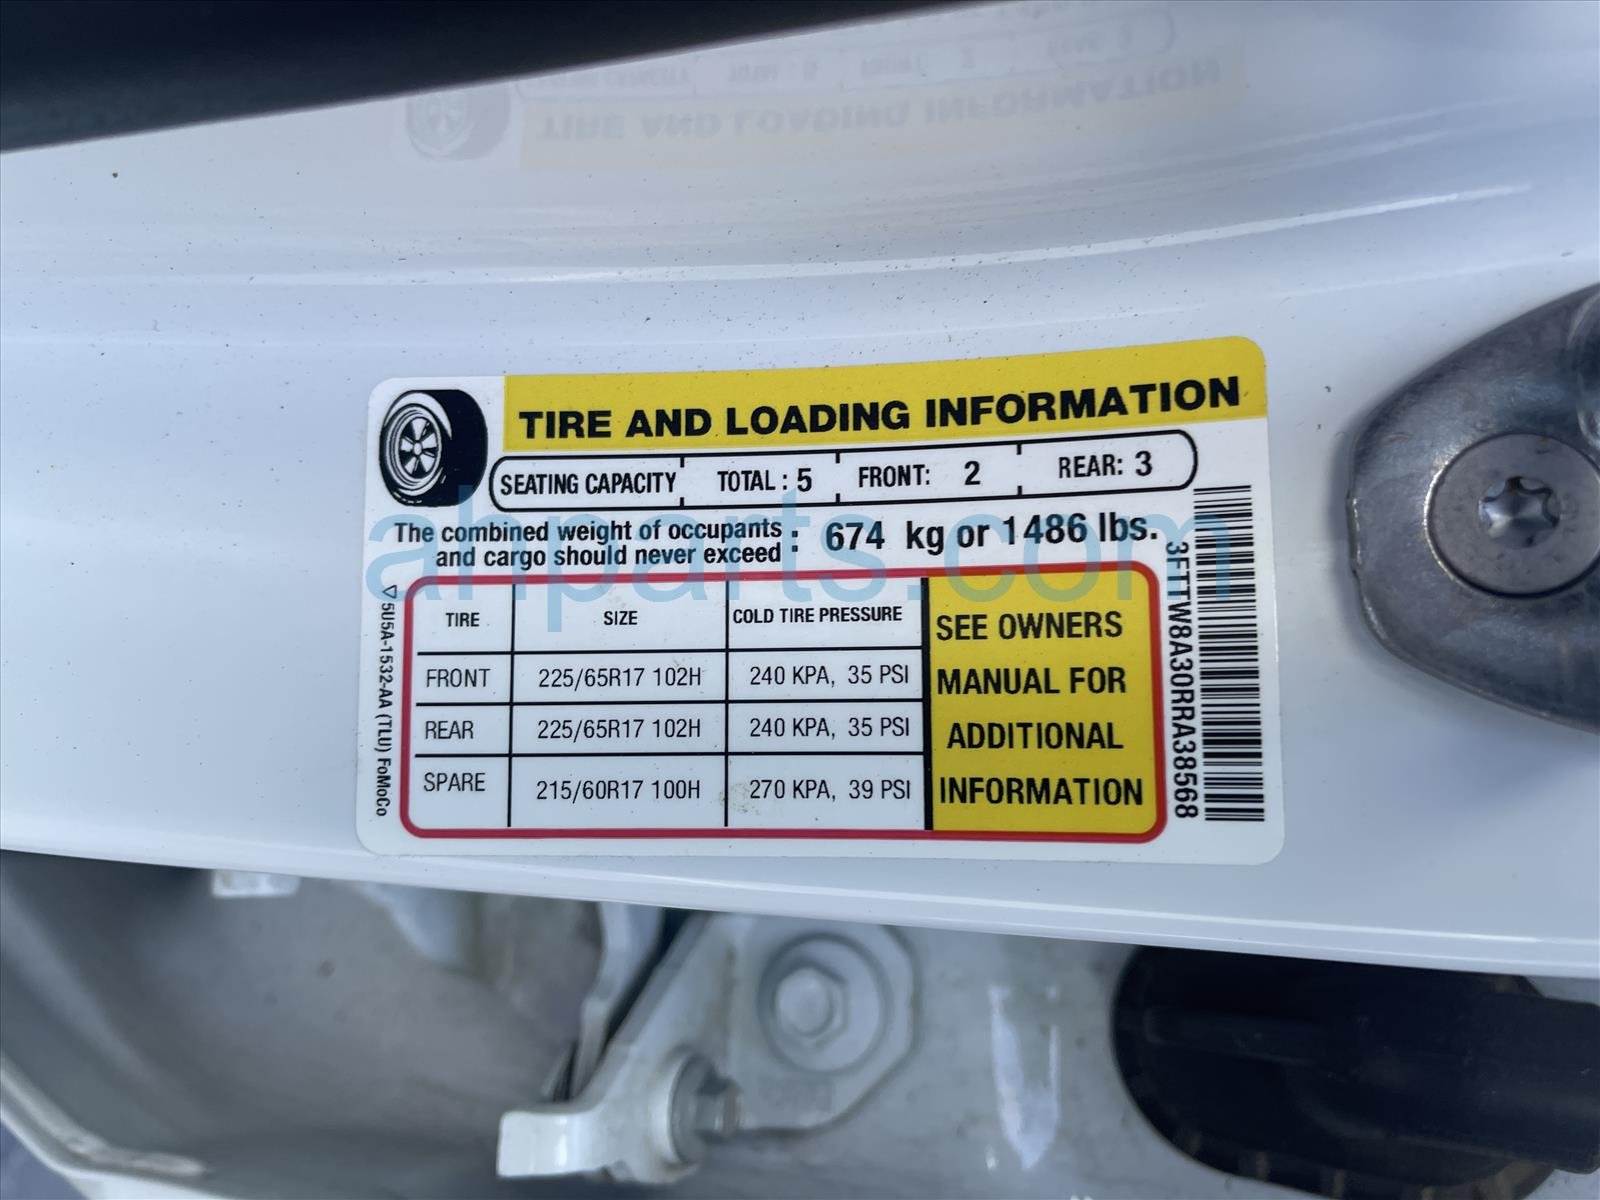 TIRE AND LOADING INFORMATION
SEATING CAPACITY TOTAL : 5 FRONT: 2 REAR: 3
The combined weight of occupants
and cargo should never exceed : 674 kg or 1486 lbs.
TIRE SIZE COLD TIRE PRESSURE
FRONT 225/65R17 102H 240 KPA, 35 PSI
REAR 225/65R17 102H 240 KPA, 35 PSI
SPARE 215/60R17 100H 270 KPA, 39 PSI
SEE OWNERS
MANUAL FOR
ADDITIONAL
INFORMATION
5U5A-1532-AA (TLU) FoMoCo
3FTTW8A30RRA38568
ahparts.com